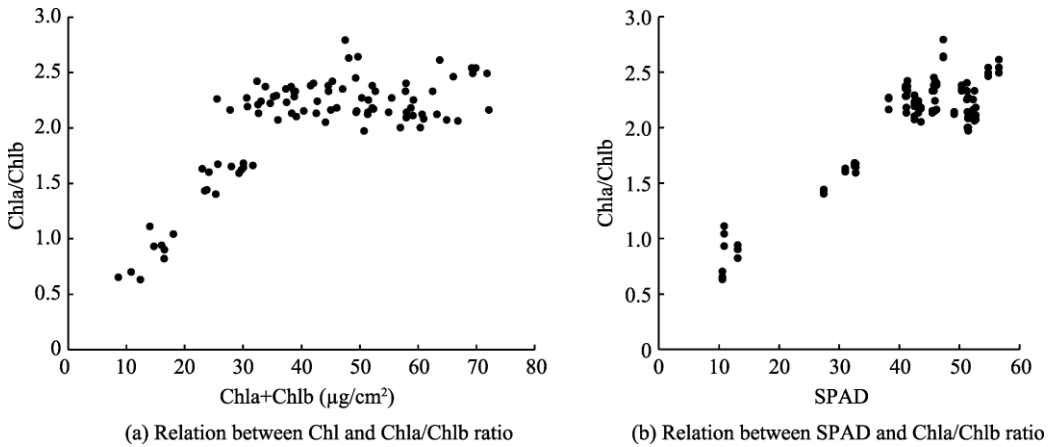 3.0
2.5
2.0
1.5
1.0
0.5
0
Chla/Chlb
0 10 20 30 40 50 60 70 80
Chla+Chlb (µg/cm²)
(a) Relation between Chl and Chla/Chlb ratio
3.0
2.5
2.0
1.5
1.0
0.5
0
Chla/Chlb
0 10 20 30 40 50 60
SPAD
(b) Relation between SPAD and Chla/Chlb ratio